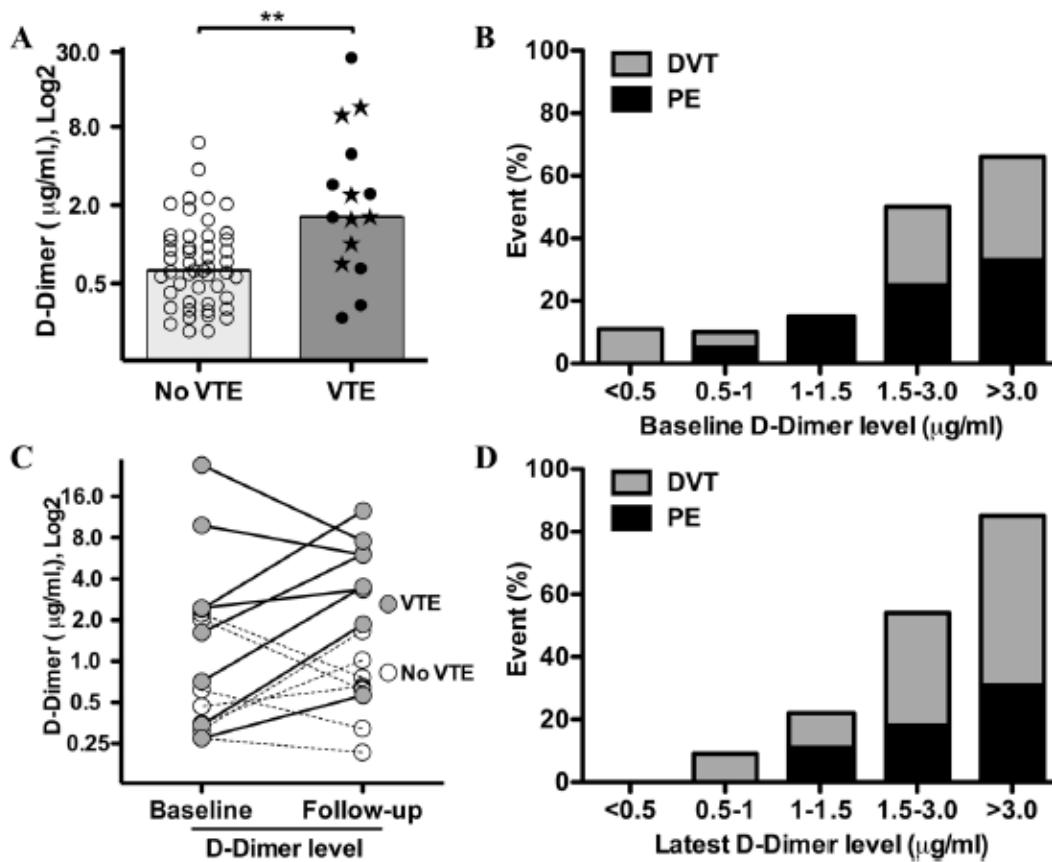 A
**
D-Dimer ( μg/ml,), Log2
30.0
8.0
2.0
0.5
No VTE
VTE
B
DVT
PE
Event (%)
100
80
60
40
20
0
<0.5
0.5-1
1-1.5
1.5-3.0
>3.0
Baseline D-Dimer level (μg/ml)
C
D-Dimer ( μg/ml,), Log2
16.0
8.0
4.0
2.0
1.0
0.5
0.25
VTE
No VTE
Baseline
Follow-up
D-Dimer level
D
DVT
PE
Event (%)
100
80
60
40
20
0
<0.5
0.5-1
1-1.5
1.5-3.0
>3.0
Latest D-Dimer level (μg/ml)